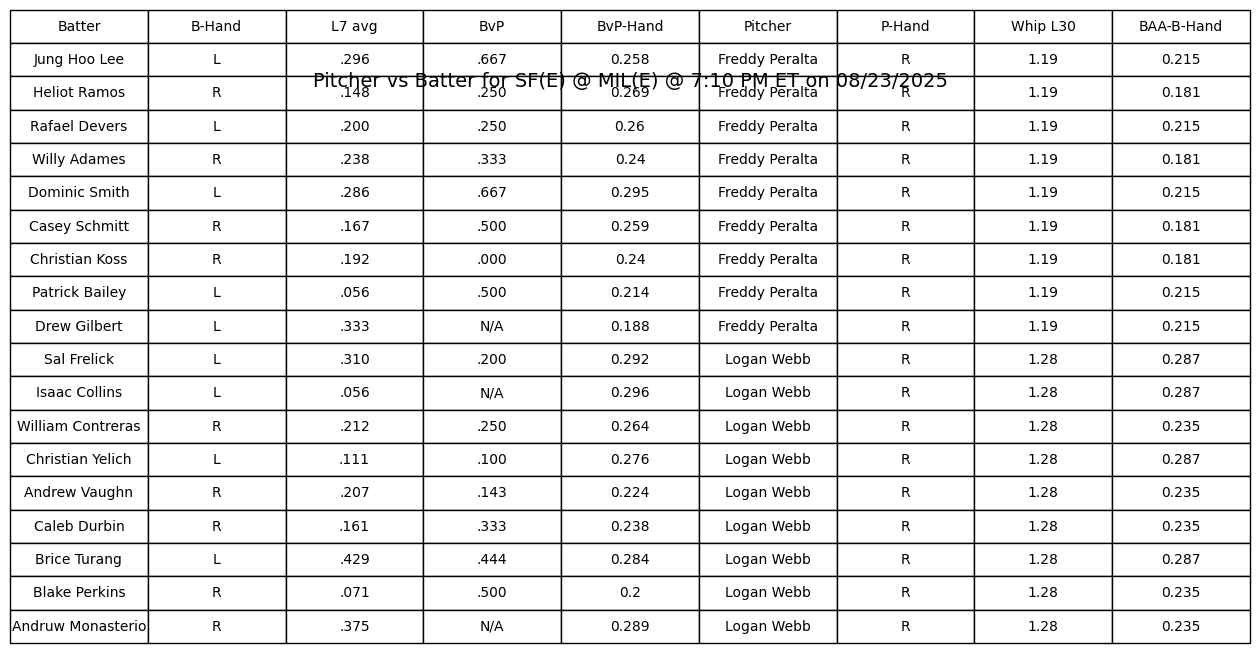 Batter B-Hand L7 avg BvP BvP-Hand Pitcher P-Hand Whip L30 BAA-B-Hand
Jung Hoo Lee L .296 .667 0.258 Freddy Peralta R 1.19 0.215
Pitcher vs Batter for SF(E) @ MIL(E) @ 7:10 PM ET on 08/23/2025
Heliot Ramos R .148 .250 0.269 Freddy Peralta R 1.19 0.181
Rafael Devers L .200 .250 0.26 Freddy Peralta R 1.19 0.215
Willy Adames R .238 .333 0.24 Freddy Peralta R 1.19 0.181
Dominic Smith L .286 .667 0.295 Freddy Peralta R 1.19 0.215
Casey Schmitt R .167 .500 0.259 Freddy Peralta R 1.19 0.181
Christian Koss R .192 .000 0.24 Freddy Peralta R 1.19 0.181
Patrick Bailey L .056 .500 0.214 Freddy Peralta R 1.19 0.215
Drew Gilbert L .333 N/A 0.188 Freddy Peralta R 1.19 0.215
Sal Frelick L .310 .200 0.292 Logan Webb R 1.28 0.287
Isaac Collins L .056 N/A 0.296 Logan Webb R 1.28 0.287
William Contreras R .212 .250 0.264 Logan Webb R 1.28 0.235
Christian Yelich L .111 .100 0.276 Logan Webb R 1.28 0.287
Andrew Vaughn R .207 .143 0.224 Logan Webb R 1.28 0.235
Caleb Durbin R .161 .333 0.238 Logan Webb R 1.28 0.235
Brice Turang L .429 .444 0.284 Logan Webb R 1.28 0.287
Blake Perkins R .071 .500 0.2 Logan Webb R 1.28 0.235
Andruw Monasterio R .375 N/A 0.289 Logan Webb R 1.28 0.235